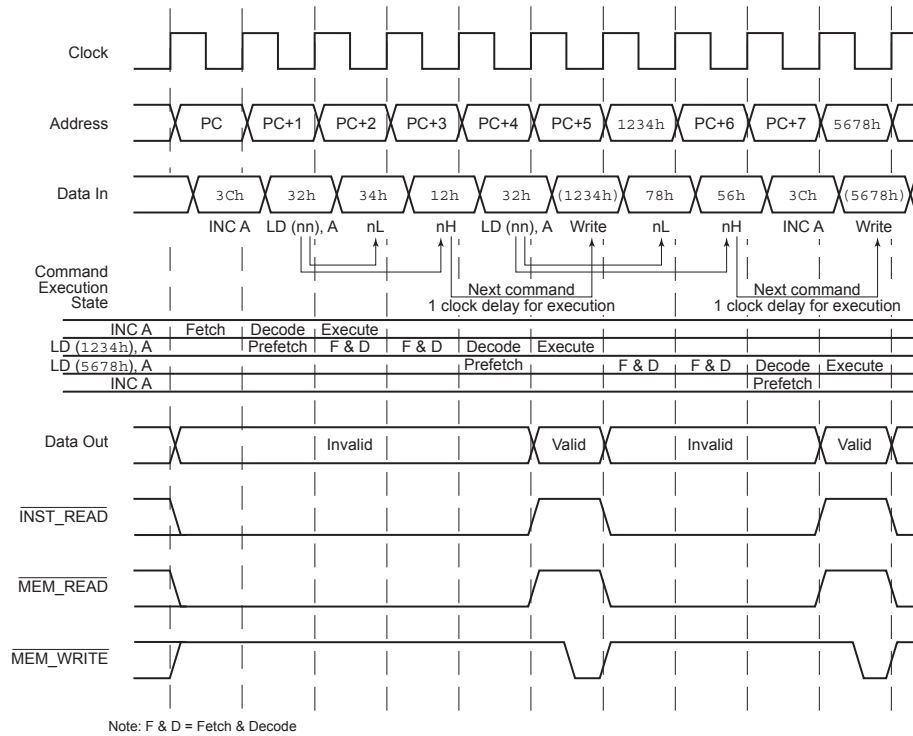 Clock
Address PC PC+1 PC+2 PC+3 PC+4 PC+5 1234h PC+6 PC+7 5678h
Data In 3Ch 32h 34h 12h 32h (1234h) 78h 56h 3Ch (5678h)
INC A LD (nn), A nL nH LD (nn), A Write nL nH INC A Write
Command
Execution
State
Next command
1 clock delay for execution
Next command
1 clock delay for execution
INC A Fetch Decode Execute
LD (1234h), A Prefetch F & D F & D Decode Execute
LD (5678h), A Prefetch F & D F & D Decode Execute
INC A Prefetch
Data Out Invalid Valid Invalid Valid
INST_READ
MEM_READ
MEM_WRITE
Note: F & D = Fetch & Decode